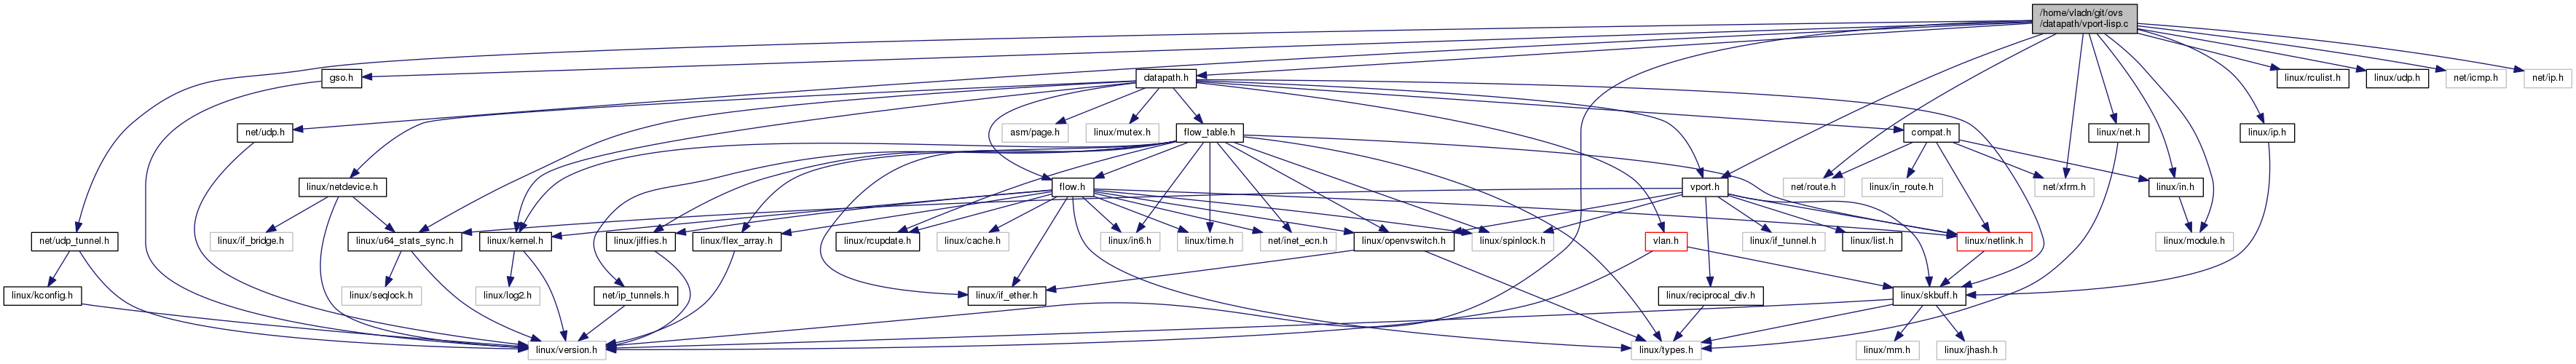 /home/vladn/git/ovs
/datapath/vport-lisp.c
gso.h
datapath.h
linux/rculist.h
linux/udp.h
net/icmp.h
net/ip.h
net/udp.h
asm/page.h
linux/mutex.h
flow_table.h
compat.h
linux/net.h
linux/ip.h
linux/netdevice.h
flow.h
vport.h
net/route.h
linux/in_route.h
net/xfrm.h
linux/in.h
net/udp_tunnel.h
linux/if_bridge.h
linux/u64_stats_sync.h
linux/kernel.h
linux/jiffies.h
linux/flex_array.h
linux/rcupdate.h
linux/cache.h
linux/in6.h
linux/time.h
net/inet_ecn.h
linux/openvswitch.h
linux/spinlock.h
vlan.h
linux/if_tunnel.h
linux/list.h
linux/netlink.h
linux/module.h
linux/kconfig.h
linux/seqlock.h
linux/log2.h
net/ip_tunnels.h
linux/if_ether.h
linux/reciprocal_div.h
linux/skbuff.h
linux/version.h
linux/types.h
linux/mm.h
linux/jhash.h